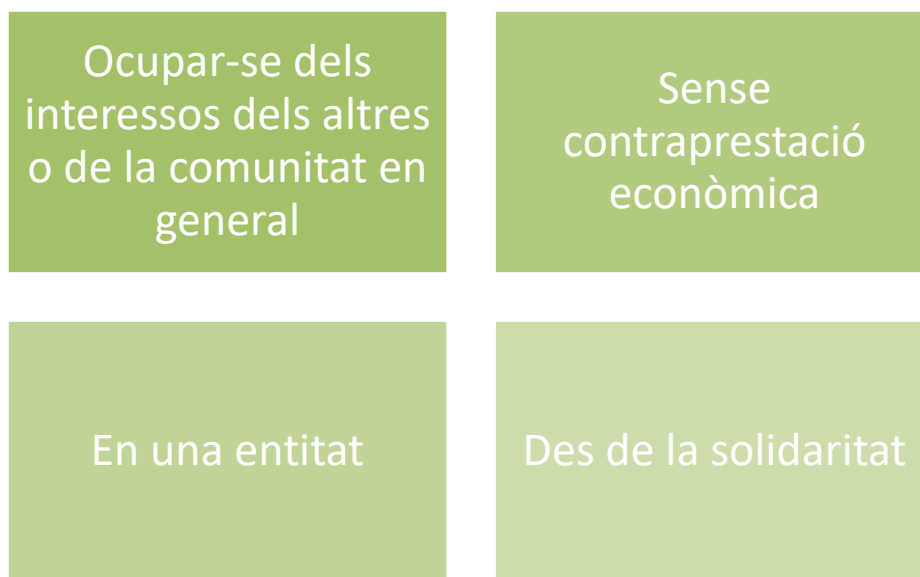 Ocupar-se dels
interessos dels altres
o de la comunitat en
general
Sense
contraprestació
econòmica
En una entitat
Des de la solidaritat